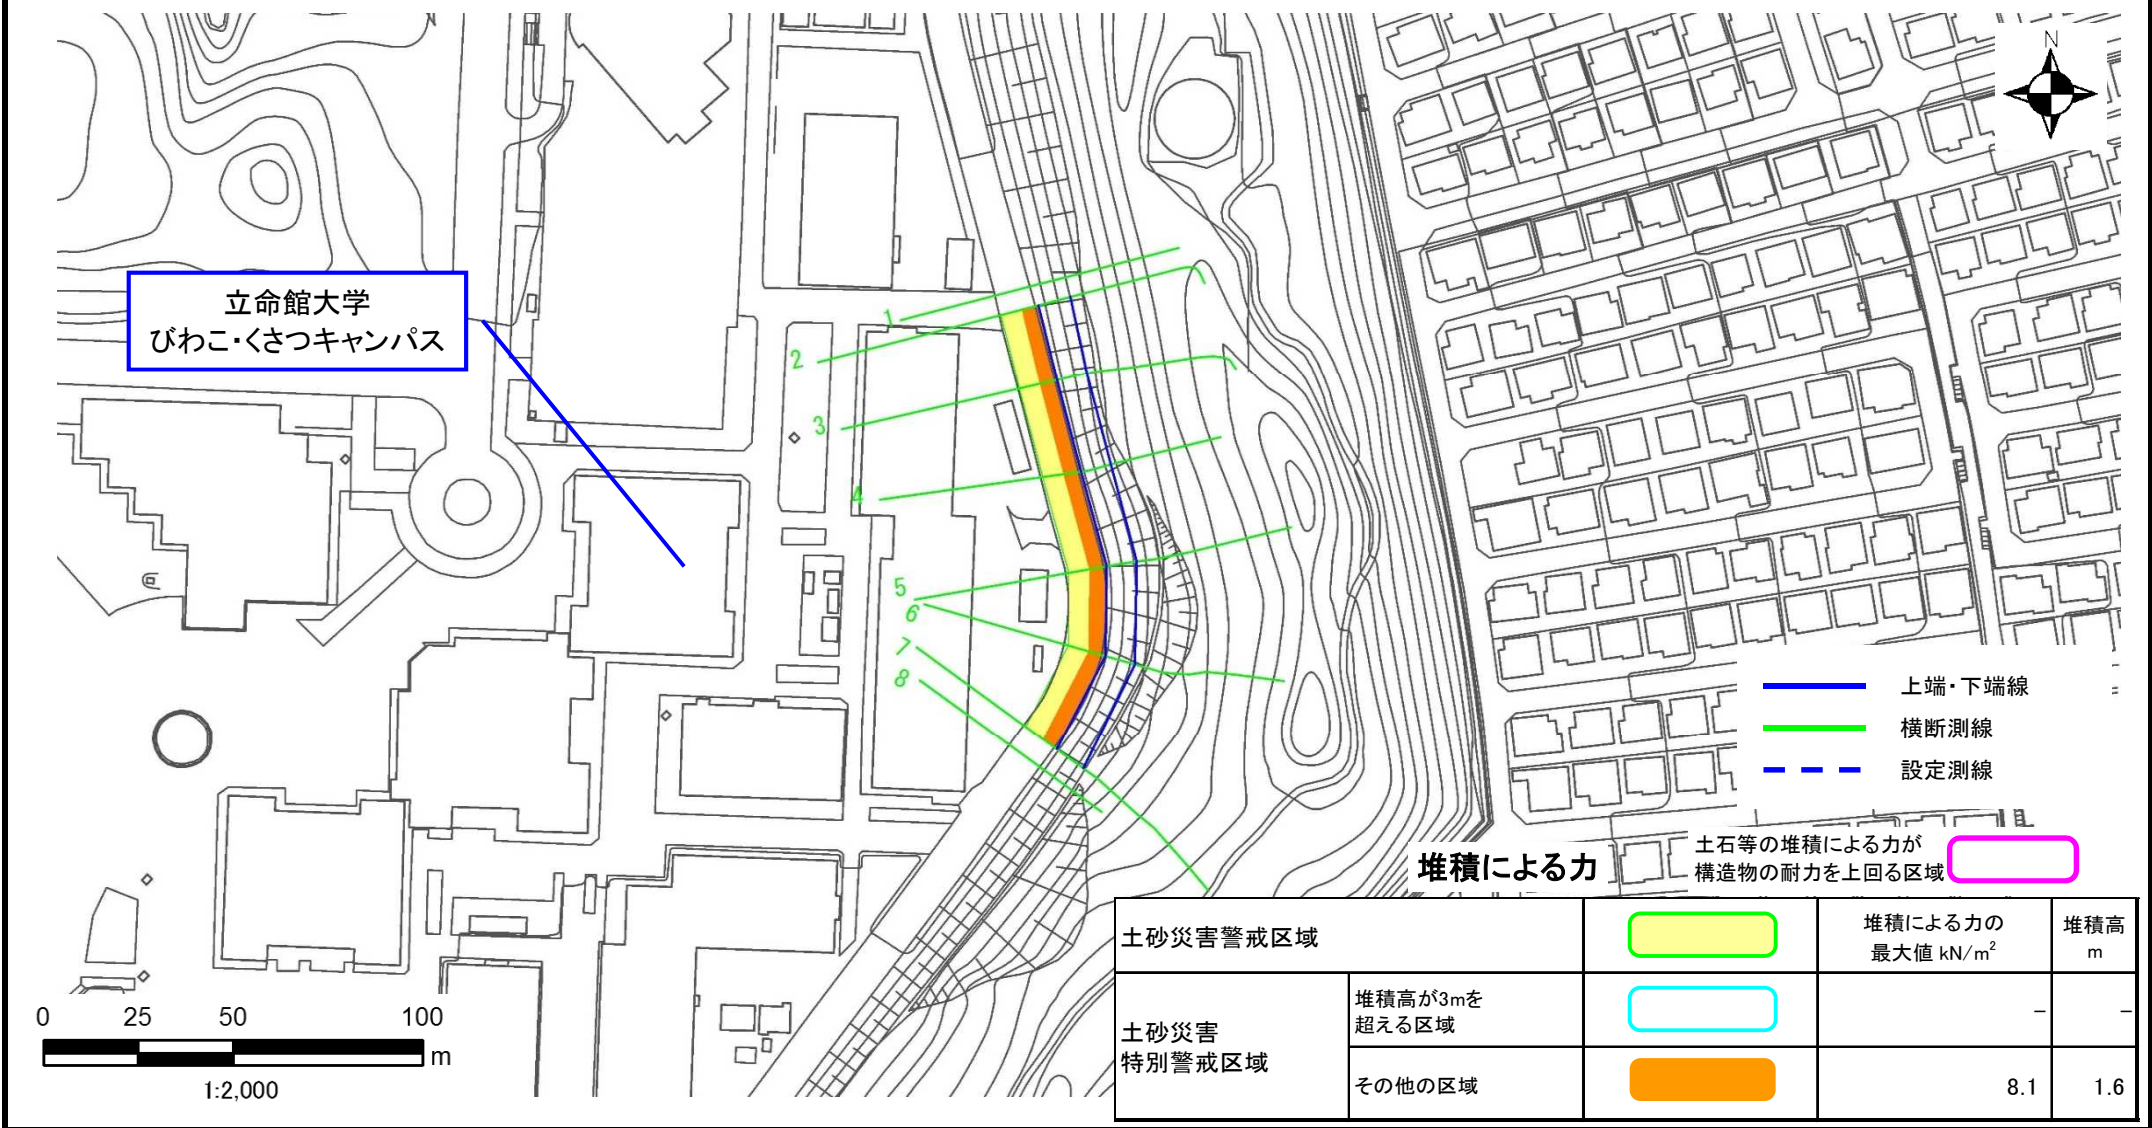 N
立命館大学
びわこ・くさつキャンパス
1
2
3
4
5
6
7
8
上端・下端線
横断測線
設定測線
堆積による力
土石等の堆積による力が
構造物の耐力を上回る区域
土砂災害警戒区域
堆積による力の
最大値 kN/m²
堆積高
m
土砂災害
特別警戒区域
堆積高が3mを
超える区域
-
-
その他の区域
8.1
1.6
0 25 50 100
m
1:2,000